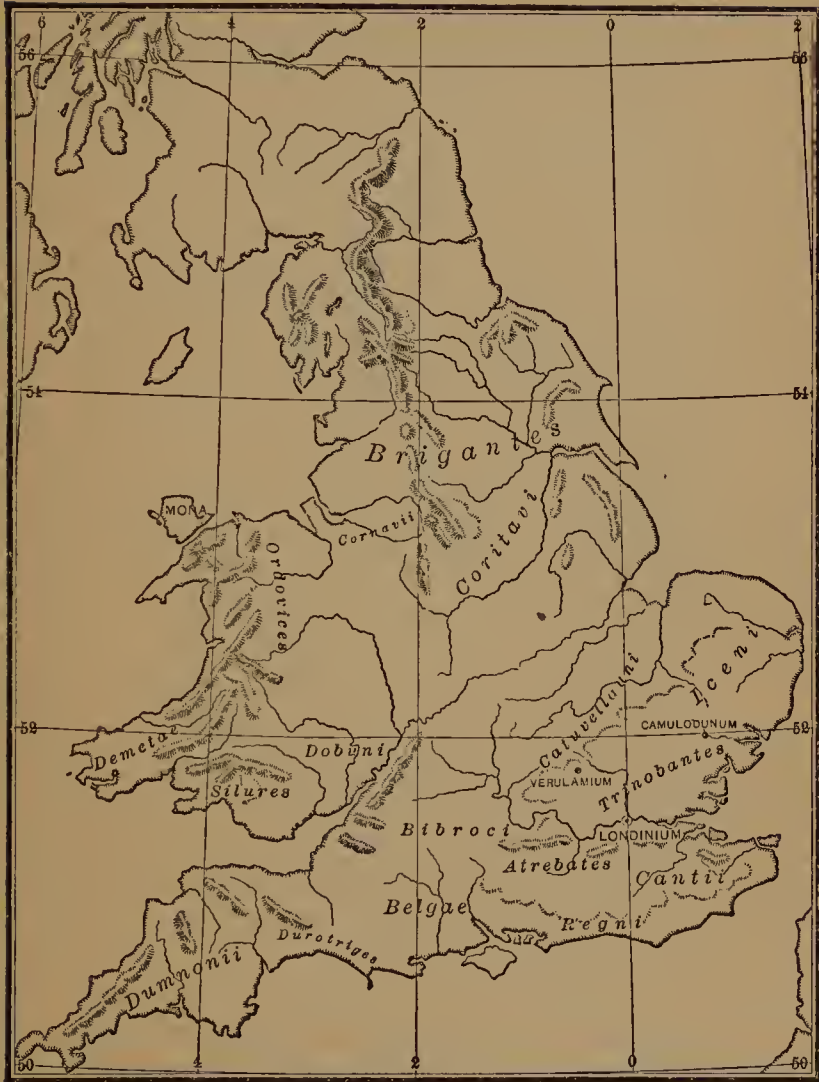 6 4 2 0 2
56 56
54 54
Brigantes
MONA
Cornavii
Coritavi
Ordovices
Iceni
Catuvellauni
52 52
CAMULODUNUM
Demetae
Dobuni
VERULAMIUM
Trinobantes
Silures
Bibroci
LONDINIUM
Atrebates
Cantii
Belgae
Regni
Durotriges
Dumnonii
50 4 2 0 50